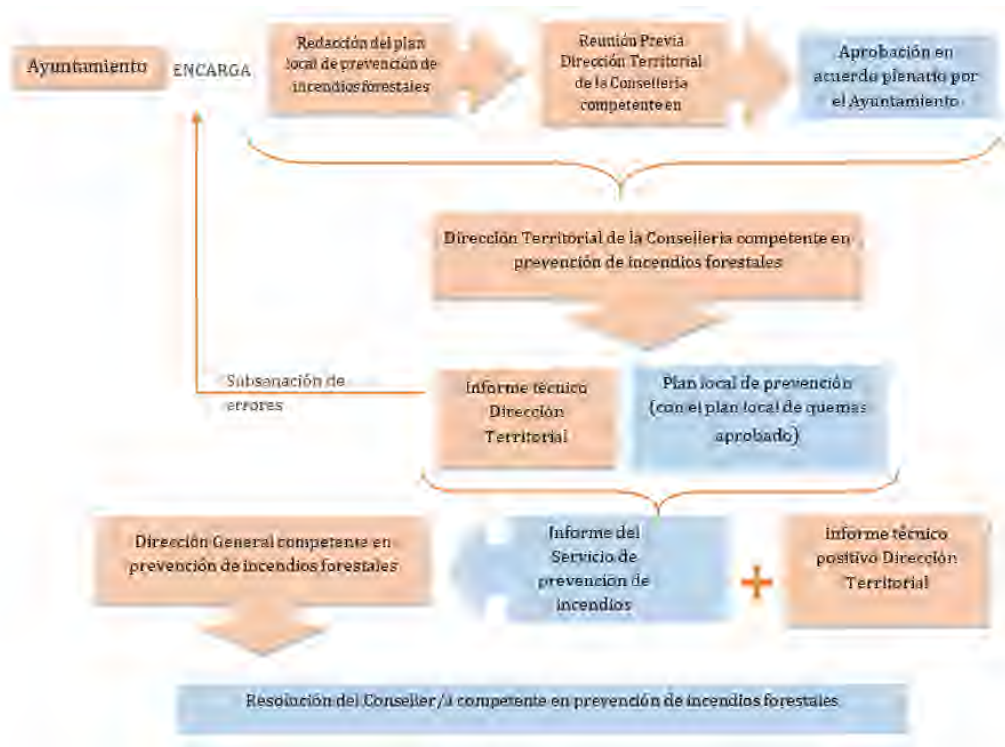 Ayuntamiento
ENCARGA
Redacción del plan
local de prevención de
incendios forestales
Reunión Previa
Dirección Territorial
de la Conselleria
competente en
Aprobación en
acuerdo plenario por
el Ayuntamiento
Dirección Territorial de la Conselleria competente en
prevención de incendios forestales
Subsanación de
errores
Informe técnico
Dirección
Territorial
Plan local de prevención
(con el plan local de quemas
aprobado)
Dirección General competente en
prevención de incendios forestales
Informe del
Servicio de
prevención de
incendios
+
Informe técnico
positivo Dirección
Territorial
Resolución del Conseller/a competente en prevención de incendios forestales